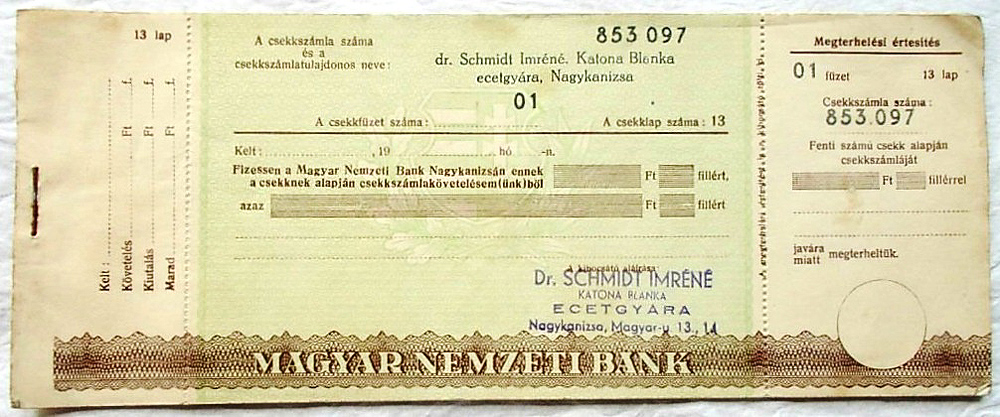 13 lap
Kelt :
Követelés Ft f.
Kiutalás Ft f.
Marad Ft f.
A csekkszámla száma
és a
csekkszámlatulajdonos neve :
853 097
dr. Schmidt Imréné. Katona Blanka
ecetgyára, Nagykanizsa
01
A csekkfüzet száma :
A csekklap száma : 13
Kelt : , 19 hó -n.
Fizessen a Magyar Nemzeti Bank Nagykanizsán ennek
a csekknek alapján csekkszámlakövetelésem(ünk)ből
Ft fillért,
azaz Ft fillért
A kibocsátó aláírása
Dr. SCHMIDT IMRÉNÉ
KATONA BLANKA
ECETGYÁRA
Nagykanizsa, Magyar-u 13., 14
MAGYAR NEMZETI BANK
Megterhelési értesítés
01 füzet 13 lap
Csekkszámla száma :
853.097
Fenti számú csekk alapján
csekkszámláját
Ft fillérrel
javára
miatt megterheltük.